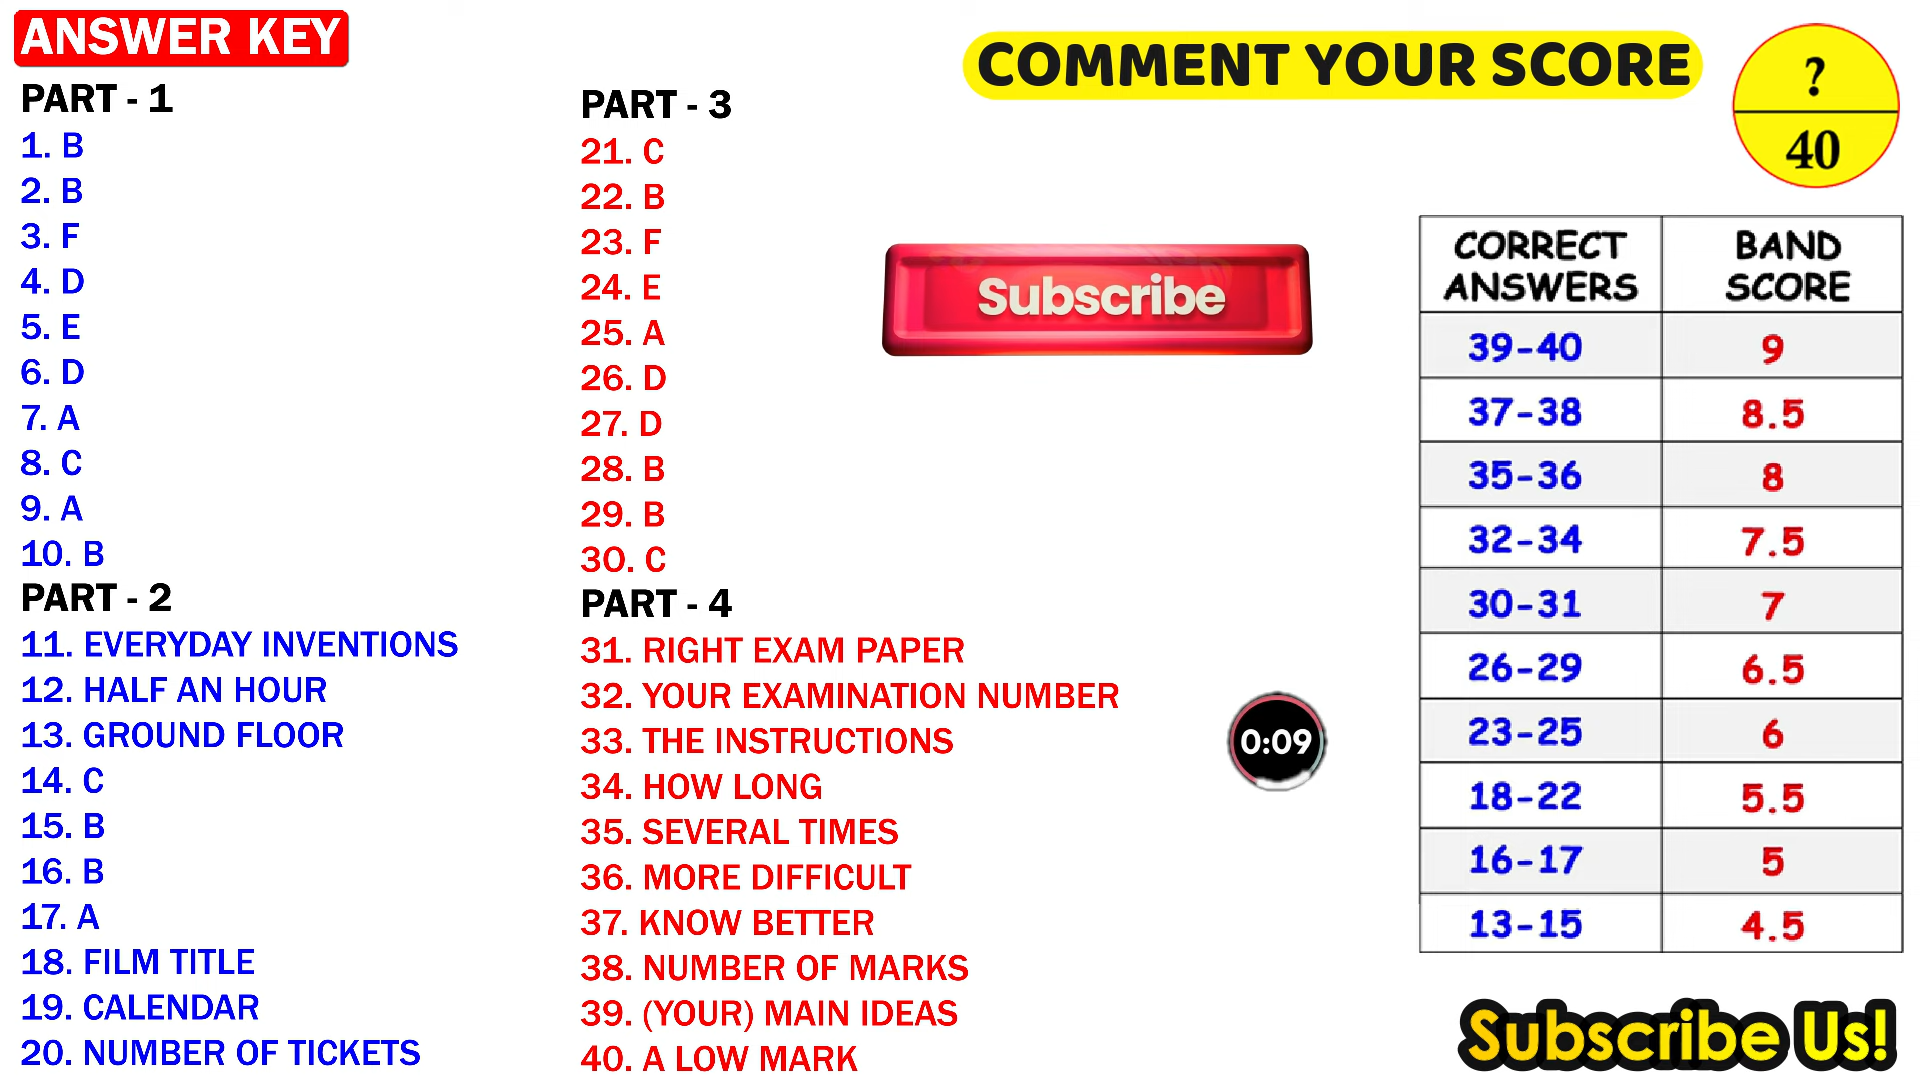 ANSWER KEY
PART - 1
1. B
2. B
3. F
4. D
5. E
6. D
7. A
8. C
9. A
10. B
PART - 2
11. EVERYDAY INVENTIONS
12. HALF AN HOUR
13. GROUND FLOOR
14. C
15. B
16. B
17. A
18. FILM TITLE
19. CALENDAR
20. NUMBER OF TICKETS
PART - 3
21. C
22. B
23. F
24. E
25. A
26. D
27. D
28. B
29. B
30. C
PART - 4
31. RIGHT EXAM PAPER
32. YOUR EXAMINATION NUMBER
33. THE INSTRUCTIONS
34. HOW LONG
35. SEVERAL TIMES
36. MORE DIFFICULT
37. KNOW BETTER
38. NUMBER OF MARKS
39. (YOUR) MAIN IDEAS
40. A LOW MARK
COMMENT YOUR SCORE
?
40
Subscribe
0:09
CORRECT ANSWERS BAND SCORE
39-40 9
37-38 8.5
35-36 8
32-34 7.5
30-31 7
26-29 6.5
23-25 6
18-22 5.5
16-17 5
13-15 4.5
Subscribe Us!